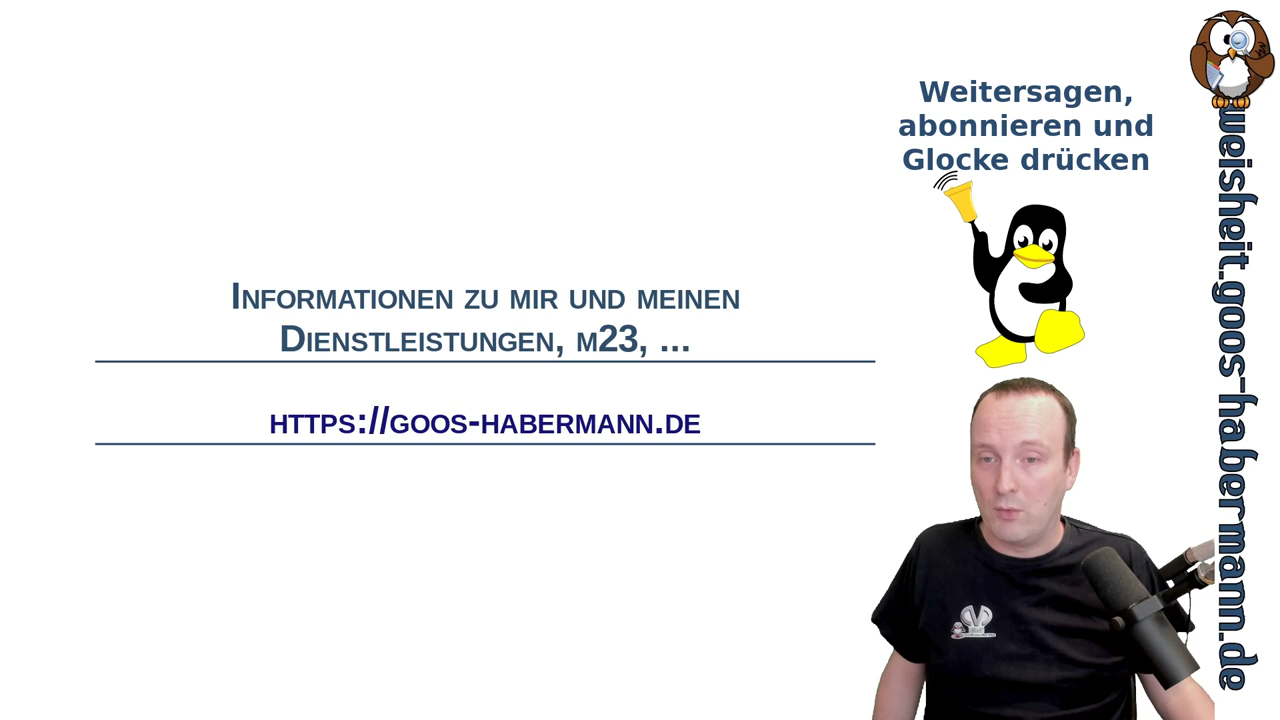 Weitersagen,
abonnieren und
Glocke drücken
Informationen zu mir und meinen
Dienstleistungen, m23, ...
https://goos-habermann.de
weisheit.goos-habermann.de